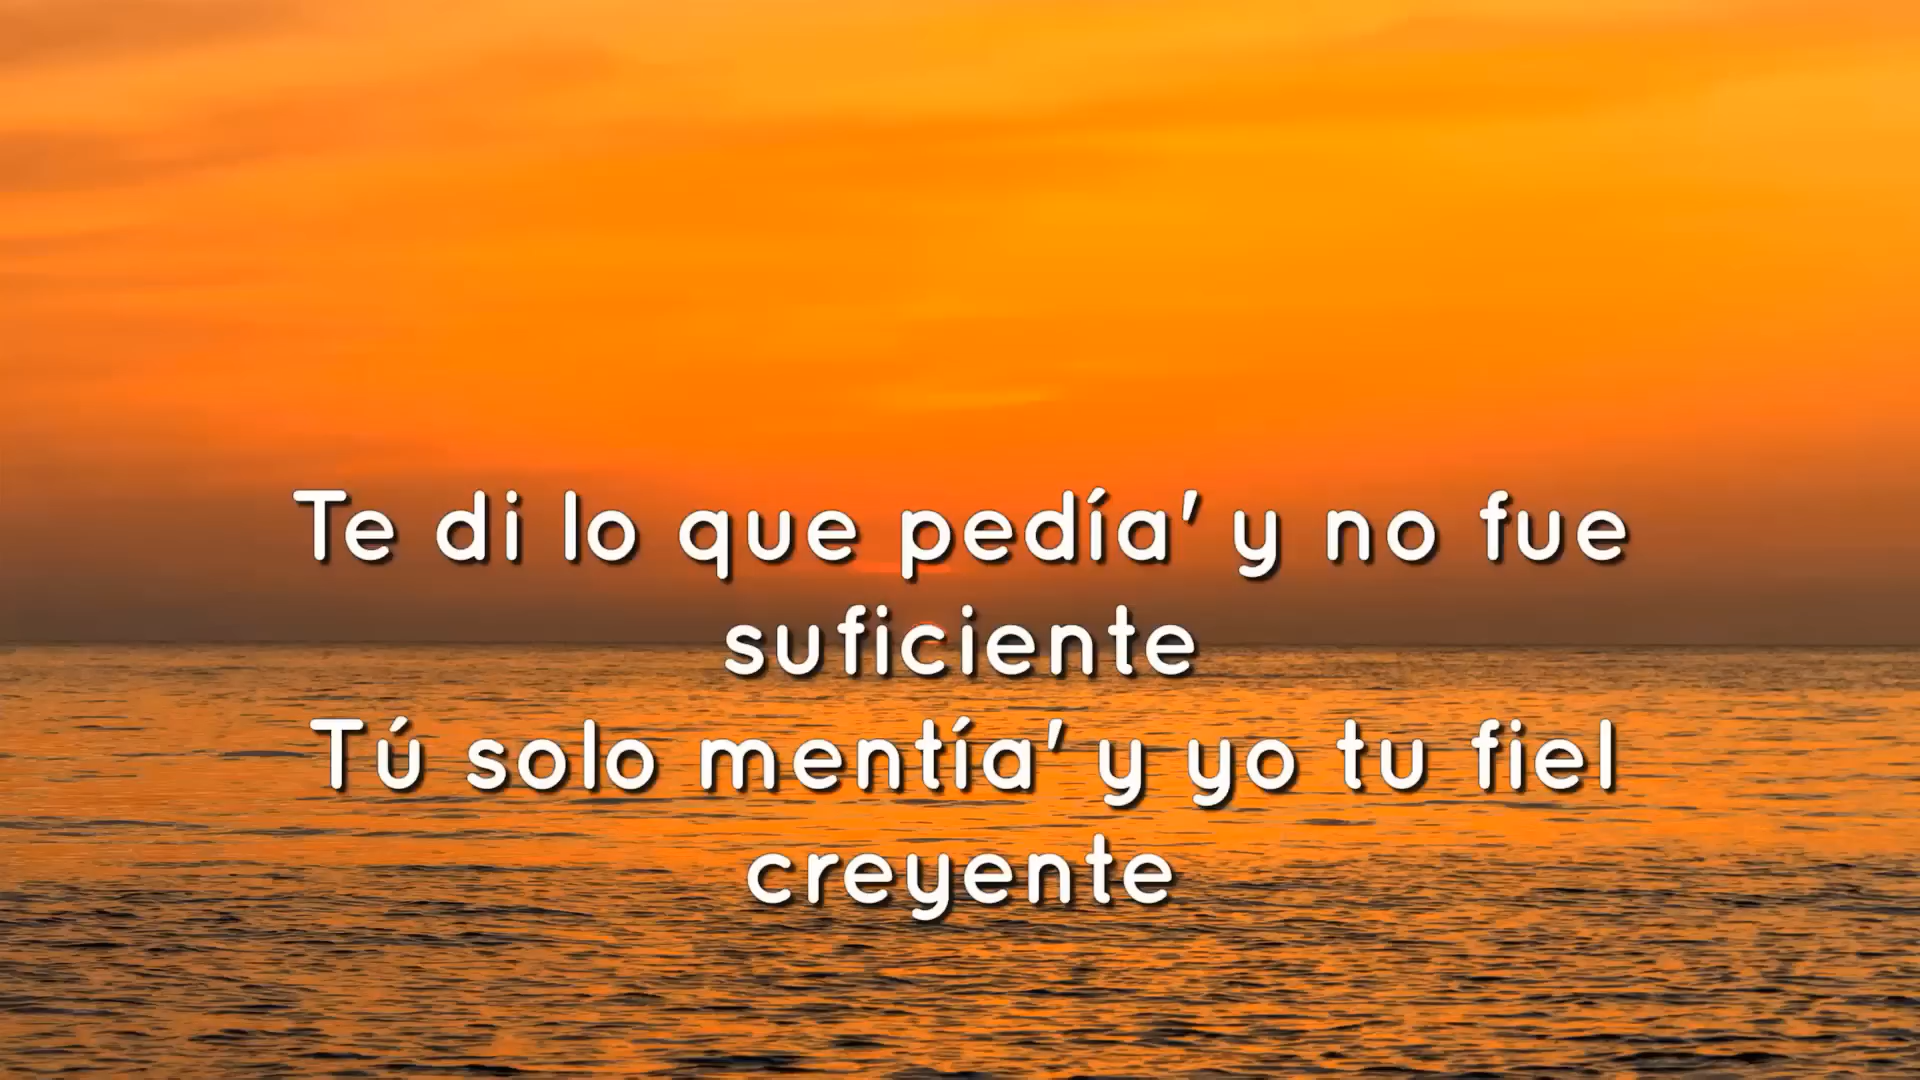 Te di lo que pedía' y no fue
suficiente
Tú solo mentía' y yo tu fiel
creyente